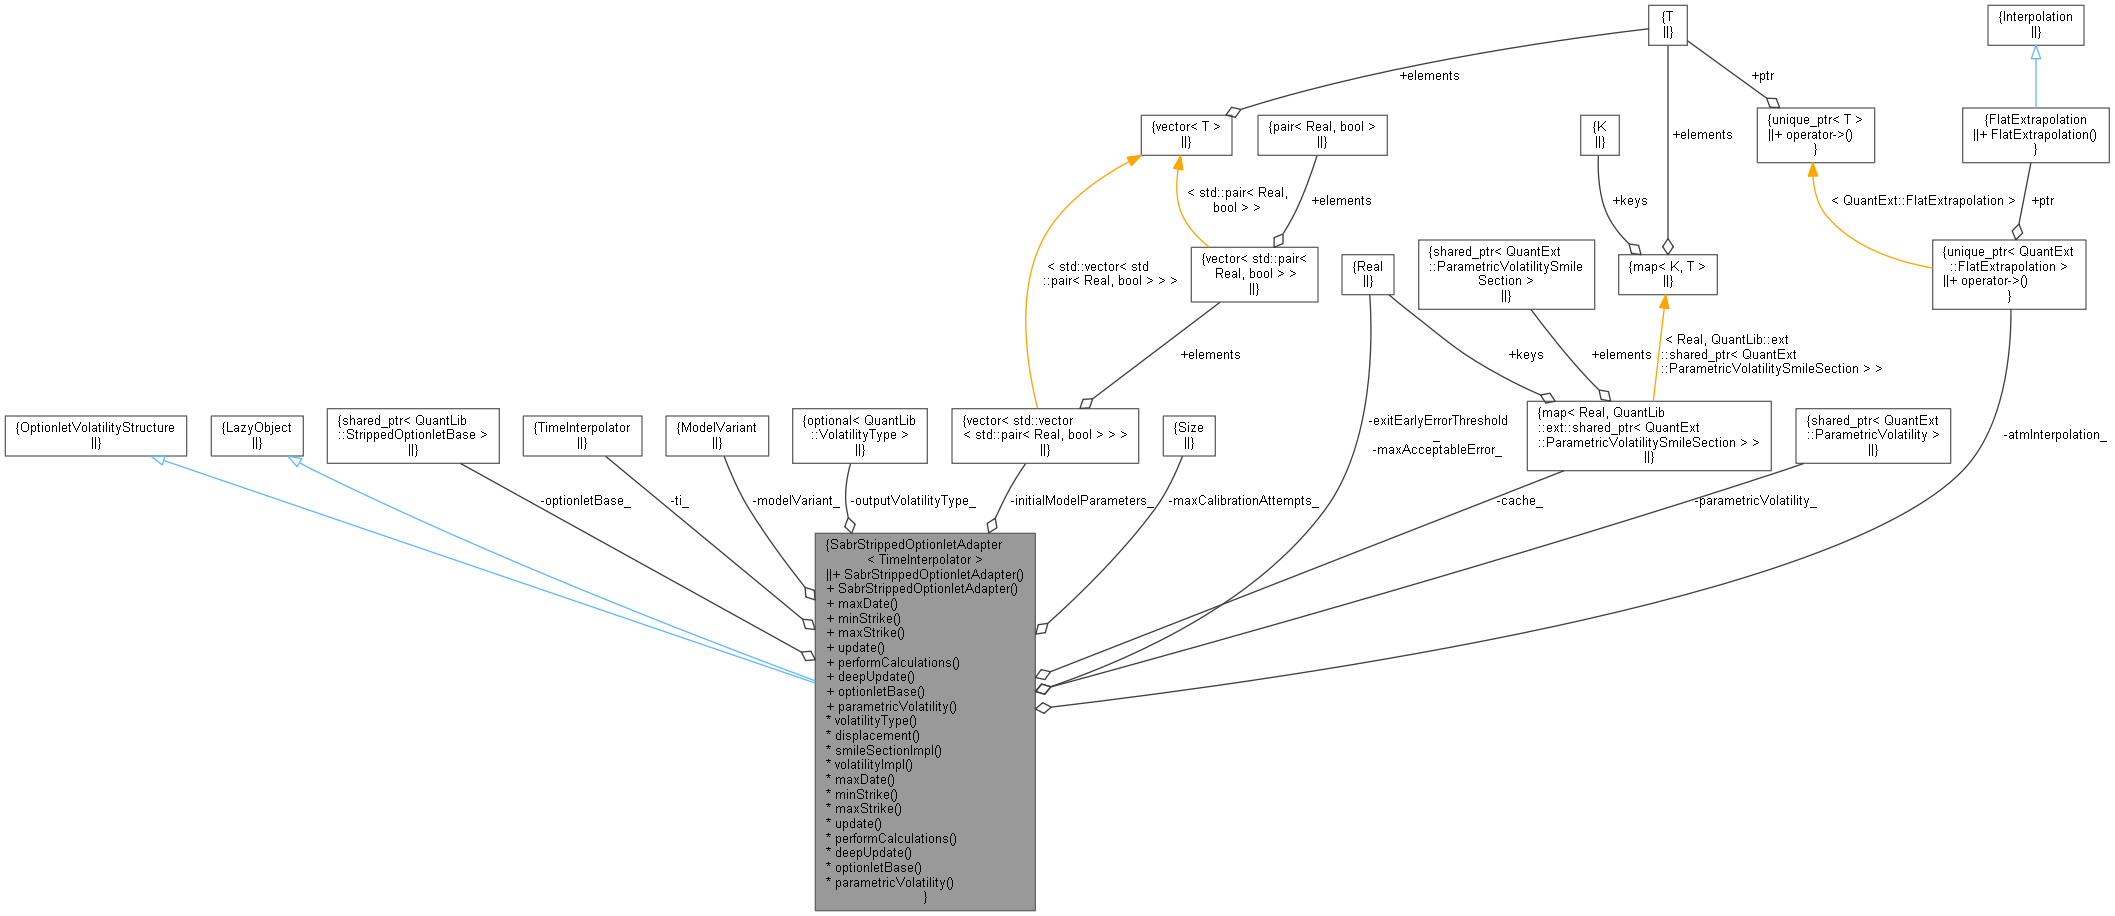 {T
||}
{Interpolation
||}
+elements
+ptr
{vector< T >
||}
{pair< Real, bool >
||}
{K
||}
+elements
{unique_ptr< T >
||+ operator->()
}
{FlatExtrapolation
||+ FlatExtrapolation()
}
< std::pair< Real,
bool > >
+elements
+keys
< QuantExt::FlatExtrapolation >
+ptr
< std::vector< std
::pair< Real, bool > > >
{vector< std::pair<
Real, bool > >
||}
{Real
||}
{shared_ptr< QuantExt
::ParametricVolatilitySmile
Section >
||}
{map< K, T >
||}
{unique_ptr< QuantExt
::FlatExtrapolation >
||+ operator->()
}
+elements
+keys
+elements
< Real, QuantLib::ext
::shared_ptr< QuantExt
::ParametricVolatilitySmileSection > >
{OptionletVolatilityStructure
||}
{LazyObject
||}
{shared_ptr< QuantLib
::StrippedOptionletBase >
||}
{TimeInterpolator
||}
{ModelVariant
||}
{optional< QuantLib
::VolatilityType >
||}
{vector< std::vector
< std::pair< Real, bool > > >
||}
{Size
||}
-exitEarlyErrorThreshold
_
-maxAcceptableError_
{map< Real, QuantLib
::ext::shared_ptr< QuantExt
::ParametricVolatilitySmileSection > >
||}
{shared_ptr< QuantExt
::ParametricVolatility >
||}
-atmInterpolation_
-optionletBase_
-ti_
-modelVariant_
-outputVolatilityType_
-initialModelParameters_
-maxCalibrationAttempts_
-cache_
-parametricVolatility_
{SabrStrippedOptionletAdapter
< TimeInterpolator >
||+ SabrStrippedOptionletAdapter()
+ SabrStrippedOptionletAdapter()
+ maxDate()
+ minStrike()
+ maxStrike()
+ update()
+ performCalculations()
+ deepUpdate()
+ optionletBase()
+ parametricVolatility()
* volatilityType()
* displacement()
* smileSectionImpl()
* volatilityImpl()
* maxDate()
* minStrike()
* maxStrike()
* update()
* performCalculations()
* deepUpdate()
* optionletBase()
* parametricVolatility()
}